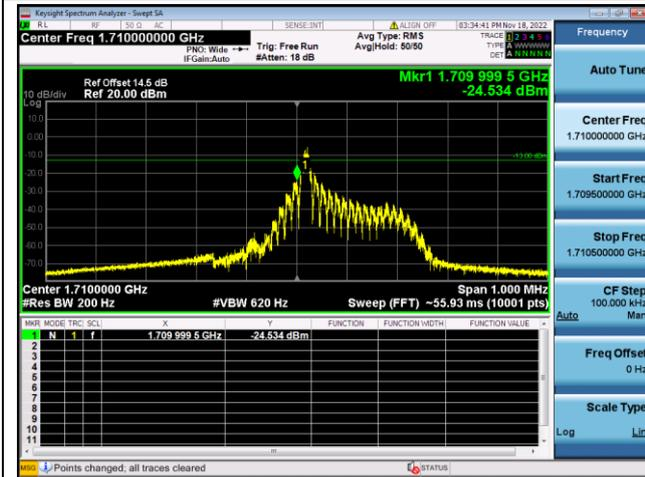 Keysight Spectrum Analyzer - Swept SA
RL RF 50 Ω AC SENSE:INT ALIGN OFF 03:34:41 PM Nov 18, 2022
Center Freq 1.710000000 GHz
PNO: Wide
IFGain:Auto
Trig: Free Run
#Atten: 18 dB
Avg Type: RMS
Avg|Hold: 50/50
TRACE 1 2 3 4 5 6
TYPE A WWWWW
DET A NNNNN
Ref Offset 14.5 dB
10 dB/div Ref 20.00 dBm
Log
Mkr1 1.709 999 5 GHz
-24.534 dBm
10.0
0.00
-10.0
-20.0
-30.0
-40.0
-50.0
-60.0
-70.0
-13.00 dBm
1
Center 1.7100000 GHz Span 1.000 MHz
#Res BW 200 Hz #VBW 620 Hz Sweep (FFT) ~55.93 ms (10001 pts)
MKR MODE TRC SCL X Y FUNCTION FUNCTION WIDTH FUNCTION VALUE
1 N 1 f 1.709 999 5 GHz -24.534 dBm
2
3
4
5
6
7
8
9
10
11
MSG Points changed; all traces cleared STATUS
Frequency
Auto Tune
Center Freq
1.710000000 GHz
Start Freq
1.709500000 GHz
Stop Freq
1.710500000 GHz
CF Step
100.000 kHz
Auto Man
Freq Offset
0 Hz
Scale Type
Log Lin